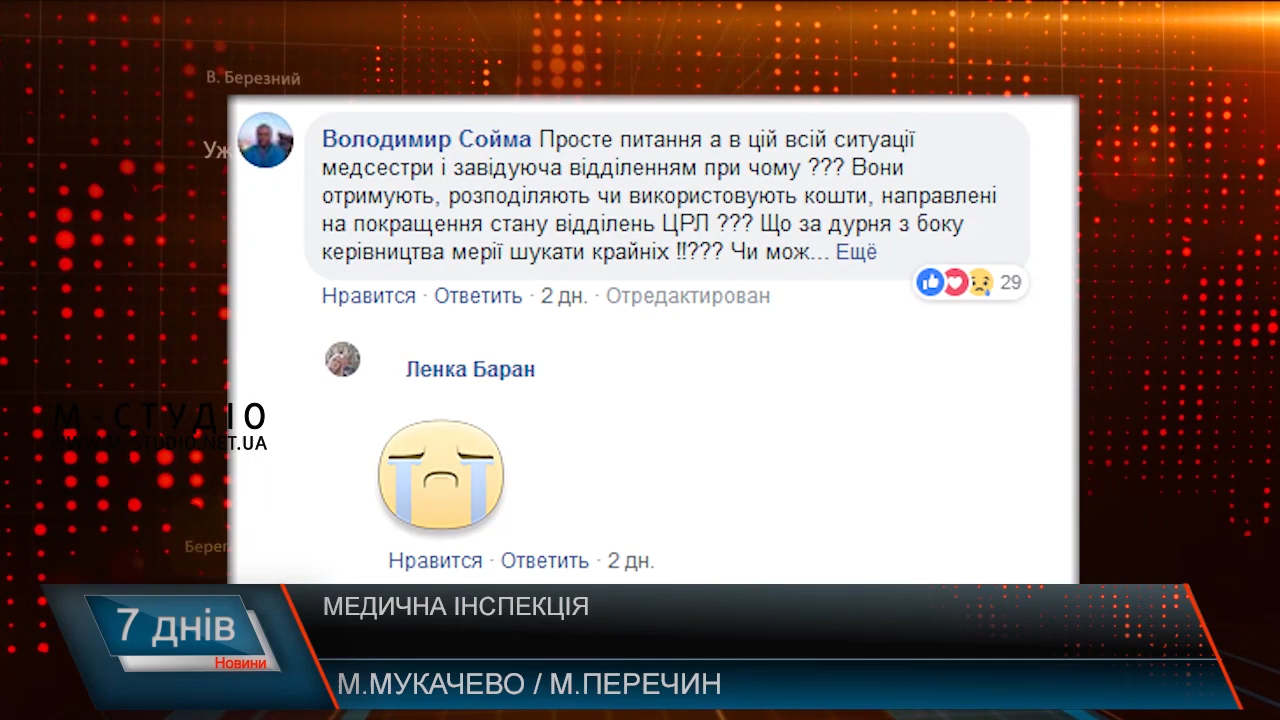 В. Березний
Уж
Володимир Сойма Просте питання а в цій всій ситуації
медсестри і завідуюча відділенням при чому ??? Вони
отримують, розподіляють чи використовують кошти, направлені
на покращення стану відділень ЦРЛ ??? Що за дурня з боку
керівництва мерії шукати крайніх !!??? Чи мож... Ещё
29
Нравится · Ответить · 2 дн. · Отредактирован
Ленка Баран
М-СТУДІО
WWW.M-STUDIO.NET.UA
Нравится · Ответить · 2 дн.
Берег
7 днів
Новини
МЕДИЧНА ІНСПЕКЦІЯ
М.МУКАЧЕВО / М.ПЕРЕЧИН